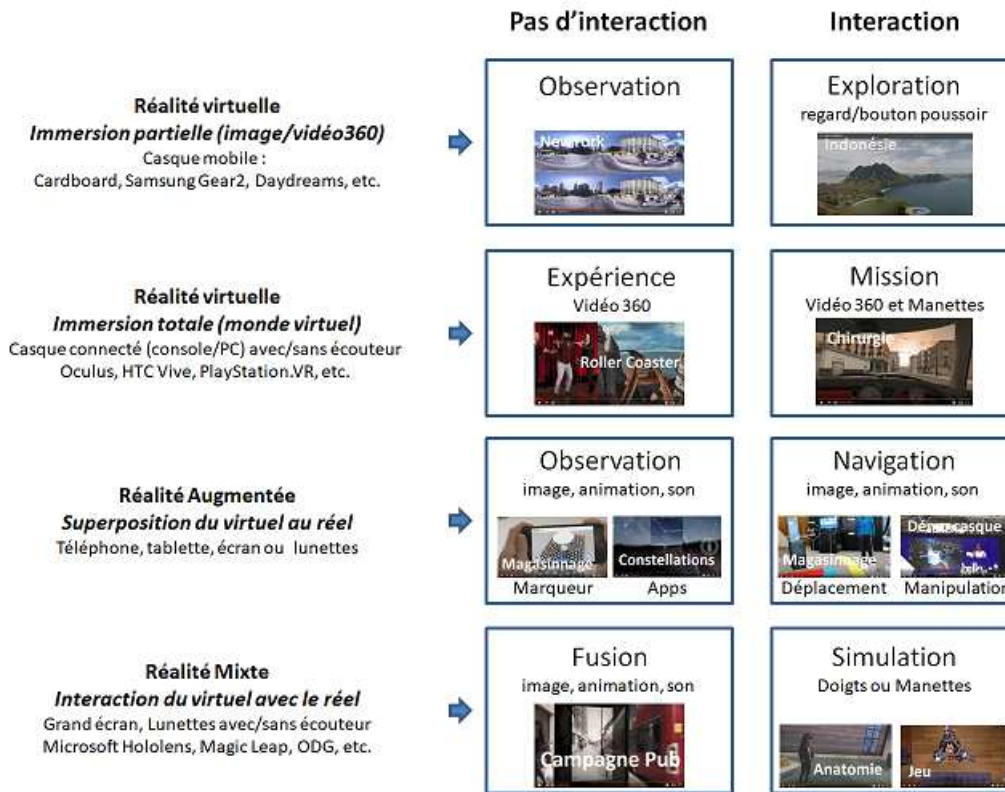 Pas d'interaction
Interaction
Réalité virtuelle
Immersion partielle (image/vidéo360)
Casque mobile :
Cardboard, Samsung Gear2, Daydreams, etc.
Observation
New York
Exploration
regard/bouton poussoir
Indonésie
Réalité virtuelle
Immersion totale (monde virtuel)
Casque connecté (console/PC) avec/sans écouteur
Oculus, HTC Vive, PlayStation.VR, etc.
Expérience
Vidéo 360
Roller Coaster
Mission
Vidéo 360 et Manettes
Chirurgie
Réalité Augmentée
Superposition du virtuel au réel
Téléphone, tablette, écran ou lunettes
Observation
image, animation, son
Magasinnage
Constellations
Marqueur
Apps
Navigation
image, animation, son
Magasinnage
Démo casque
Déplacement
Manipulation
Réalité Mixte
Interaction du virtuel avec le réel
Grand écran, Lunettes avec/sans écouteur
Microsoft Hololens, Magic Leap, ODG, etc.
Fusion
image, animation, son
Campagne Pub
Simulation
Doigts ou Manettes
Anatomie
Jeu